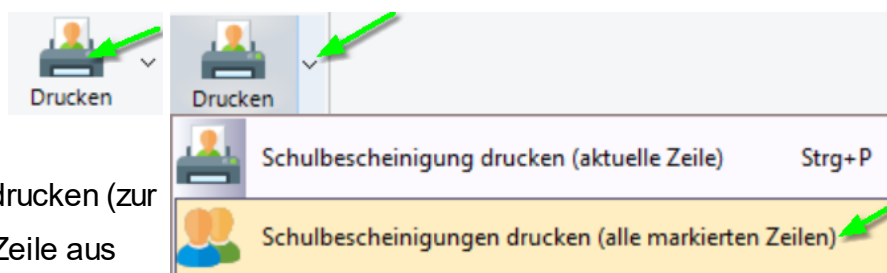 Drucken
Drucken
Schulbescheinigung drucken (aktuelle Zeile) Strg+P
drucken (zur
Schulbescheinigungen drucken (alle markierten Zeilen)
Zeile aus